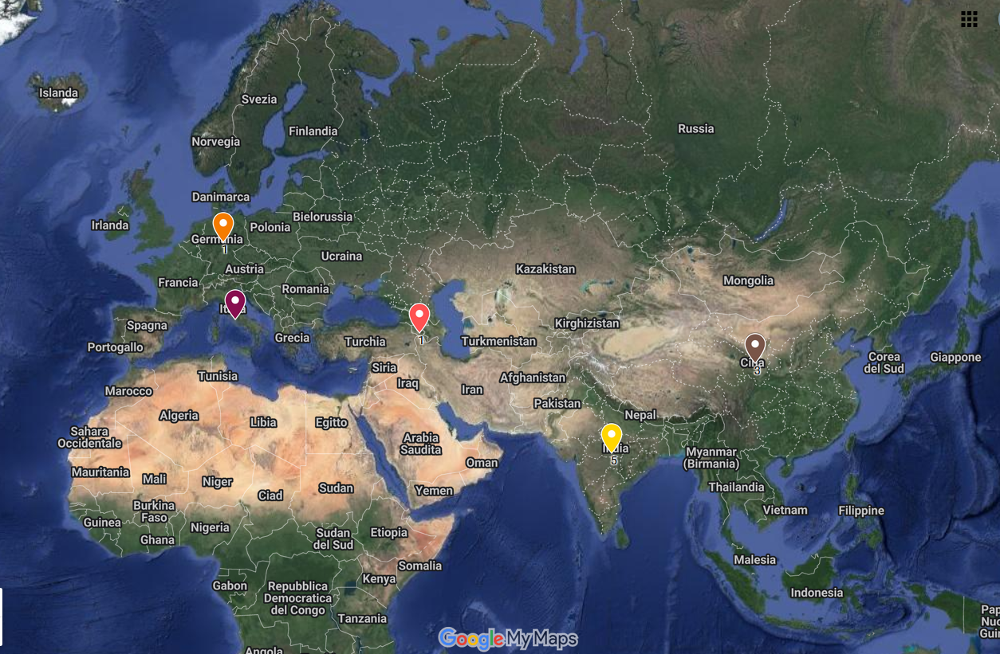 Islanda
Svezia
Finlandia
Russia
Norvegia
Danimarca
Bielorussia
Irlanda
Polonia
Germania
1
Ucraina
Austria
Kazakistan
Francia
Mongolia
Romania
Italia
Kirghizistan
Spagna
Grecia
Turchia
1
Turkmenistan
Portogallo
Corea
del Sud
Giappone
Cina
3
Siria
Tunisia
Afghanistan
Iraq
Iran
Marocco
Pakistan
Algeria
Libia
Egitto
Nepal
Sahara
Occidentale
Arabia
Saudita
India
5
Myanmar
(Birmania)
Oman
Mauritania
Mali
Niger
Ciad
Sudan
Yemen
Thailandia
Burkina
Faso
Vietnam
Filippine
Guinea
Nigeria
Ghana
Sudan
del Sud
Etiopia
Malesia
Somalia
Kenya
Gabon
Repubblica
Democratica
del Congo
Indonesia
Tanzania
Pap
Nuo
Gui
Google My Maps
Angola